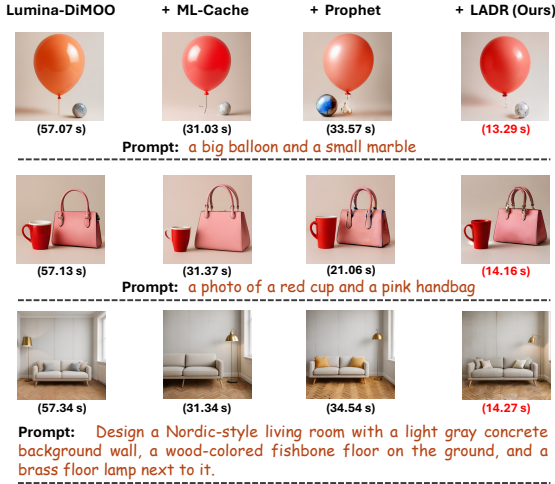 Lumina-DiMOO + ML-Cache + Prophet + LADR (Ours)
(57.07 s) (31.03 s) (33.57 s) (13.29 s)
Prompt: a big balloon and a small marble
(57.13 s) (31.37 s) (21.06 s) (14.16 s)
Prompt: a photo of a red cup and a pink handbag
(57.34 s) (31.34 s) (34.54 s) (14.27 s)
Prompt: Design a Nordic-style living room with a light gray concrete
background wall, a wood-colored fishbone floor on the ground, and a
brass floor lamp next to it.